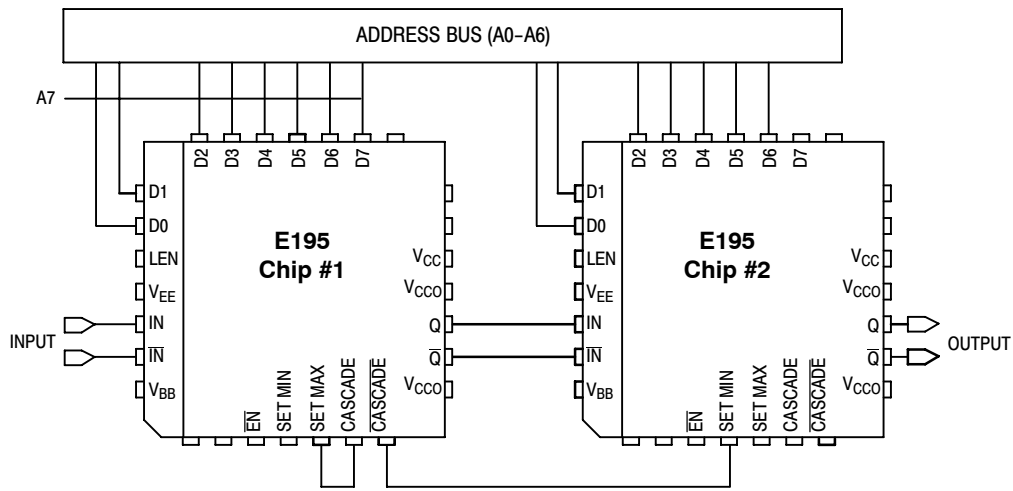 ADDRESS BUS (A0–A6)
A7
D2 D3 D4 D5 D6 D7
D1
D0
LEN
VEE
IN
IN
VBB
E195
Chip #1
VCC
VCCO
Q
Q
VCCO
EN
SET MIN
SET MAX
CASCADE
CASCADE
INPUT
D2 D3 D4 D5 D6 D7
D1
D0
LEN
VEE
IN
IN
VBB
E195
Chip #2
VCC
VCCO
Q
Q
VCCO
EN
SET MIN
SET MAX
CASCADE
CASCADE
OUTPUT